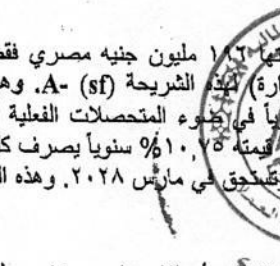 ١٩٦ مليون جنيه مصري فقط
لهذه الشريحة A- (sf). وهذ
في ضوء المتحصلات الفعلية
قيمته ١٠,٧٥% سنوياً يصرف ك
تستحق في مارس ٢٠٢٨. وهذه ال